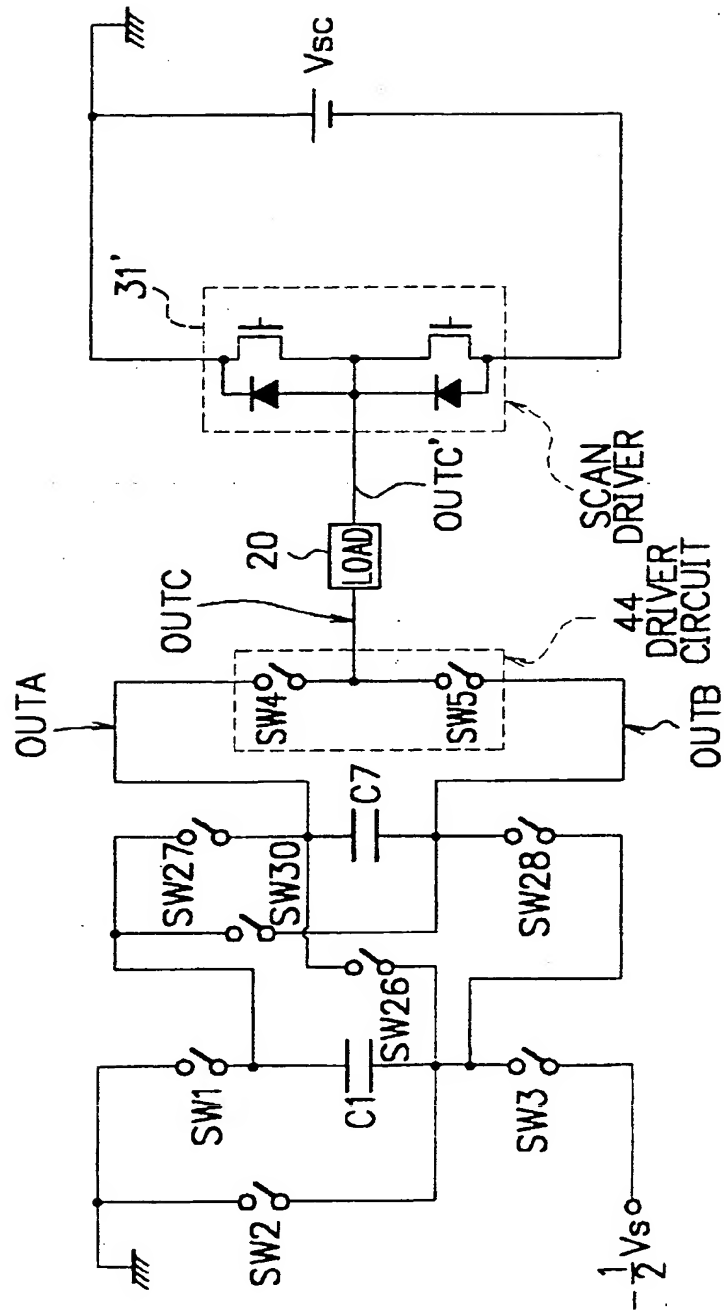 OUTA
SW27
SW30
SW1
SW2
C1
SW26
C7
SW4
SW5
SW28
SW3
-1/2Vs
OUTB
OUTC
20
LOAD
OUTC'
44
DRIVER
CIRCUIT
31'
SCAN
DRIVER
Vsc